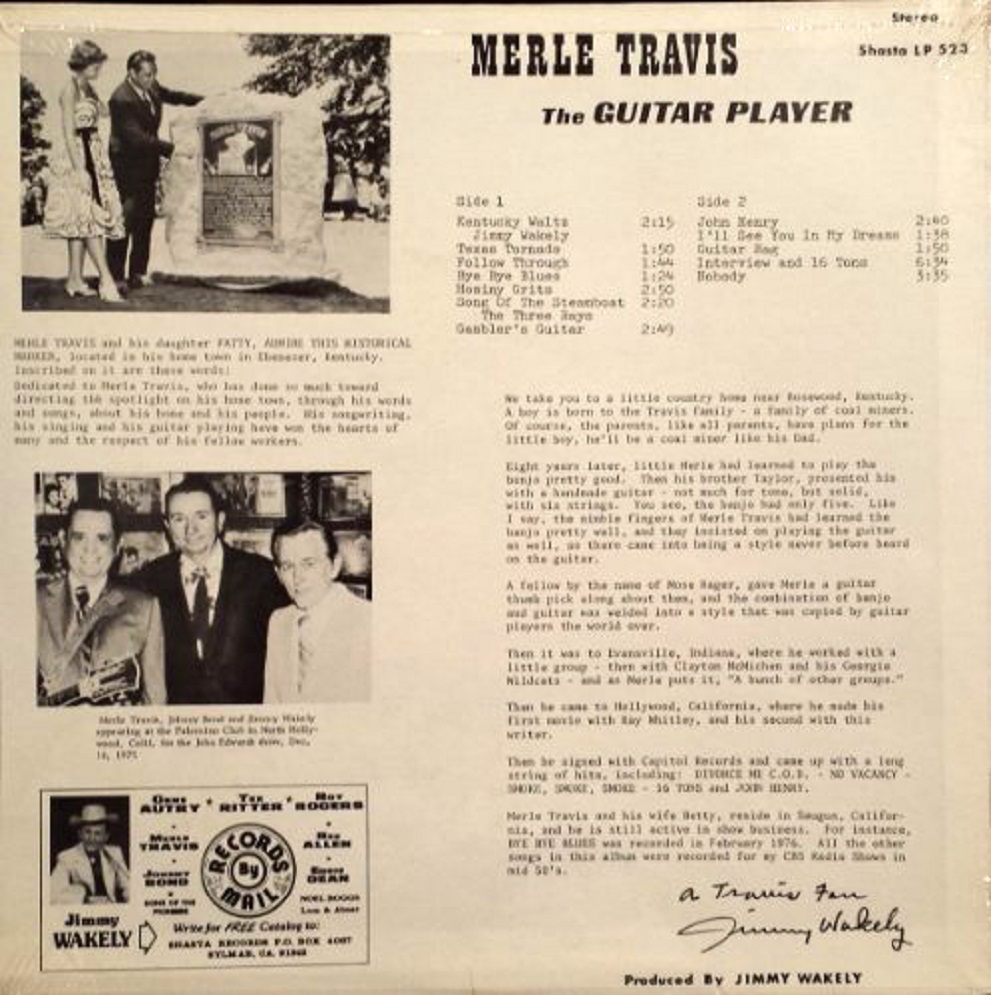 Stereo
Shasta LP 523
MERLE TRAVIS
The GUITAR PLAYER
Side 1
Kentucky Waltz 2:15
Jimmy Wakely
Texas Tornado 1:50
Follow Through 1:44
Bye Bye Blues 1:24
Hominy Grits 2:50
Song Of The Steamboat 2:20
The Three Rays
Gambler's Guitar 2:49
Side 2
John Henry 2:40
I'll See You In My Dreams 1:38
Guitar Rag 1:50
Interview and 16 Tons 6:34
Nobody 3:35
MERLE TRAVIS and his daughter PATTY, ADMIRE THIS HISTORICAL
MARKER, located in his home town in Ebenezer, Kentucky.
Inscribed on it are these words:
Dedicated to Merle Travis, who has done so much toward
directing the spotlight on his home town, through his words
and songs, about his home and his people. His songwriting,
his singing and his guitar playing have won the hearts of
many and the respect of his fellow workers.
Merle Travis, Johnny Bond and Jimmy Wakely
appearing at the Palomino Club in North Holly-
wood, Calif. for the John Edwards show, Dec.
1975
Gene AUTRY * Tex RITTER * Roy ROGERS
Merle TRAVIS
Johnny BOND
SONS OF THE PIONEERS
RECORDS By MAIL
Rex ALLEN
Eddie DEAN
NOEL BOGGS
Jimmy WAKELY
Write for FREE Catalog to:
SHASTA RECORDS P.O. BOX 4087
SYLMAR, CA. 91342
We take you to a little country home near Rosewood, Kentucky.
A boy is born to the Travis family - a family of coal miners.
Of course, the parents, like all parents, have plans for the
little boy, he'll be a coal miner like his Dad.
Eight years later, little Merle had learned to play the
banjo pretty good. Then his brother Taylor, presented his
with a handmade guitar - not much for tone, but solid,
with six strings. You see, the banjo had only five. Like
I say, the nimble fingers of Merle Travis had learned the
banjo pretty well, and they insisted on playing the guitar
as well, so there came into being a style never before heard
on the guitar.
A fellow by the name of Mose Rager, gave Merle a guitar
thumb pick along about then, and the combination of banjo
and guitar was welded into a style that was copied by guitar
players the world over.
Then it was to Evansville, Indiana, where he worked with a
little group - then with Clayton McMichen and his Georgia
Wildcats - and as Merle puts it, "A bunch of other groups."
Then he came to Hollywood, California, where he made his
first movie with Ray Whitley, and his second with this
writer.
Then he signed with Capitol Records and came up with a long
string of hits, including: DIVORCE ME C.O.D. - NO VACANCY -
SMOKE, SMOKE, SMOKE - 16 TONS and JOHN HENRY.
Merle Travis and his wife Betty, reside in Saugus, Califor-
nia, and he is still active in show business. For instance,
BYE BYE BLUES was recorded in February 1976. All the other
songs in this album were recorded for my CBS Radio Shows in
mid 50's.
a Travis Fan
Jimmy Wakely
Produced By JIMMY WAKELY